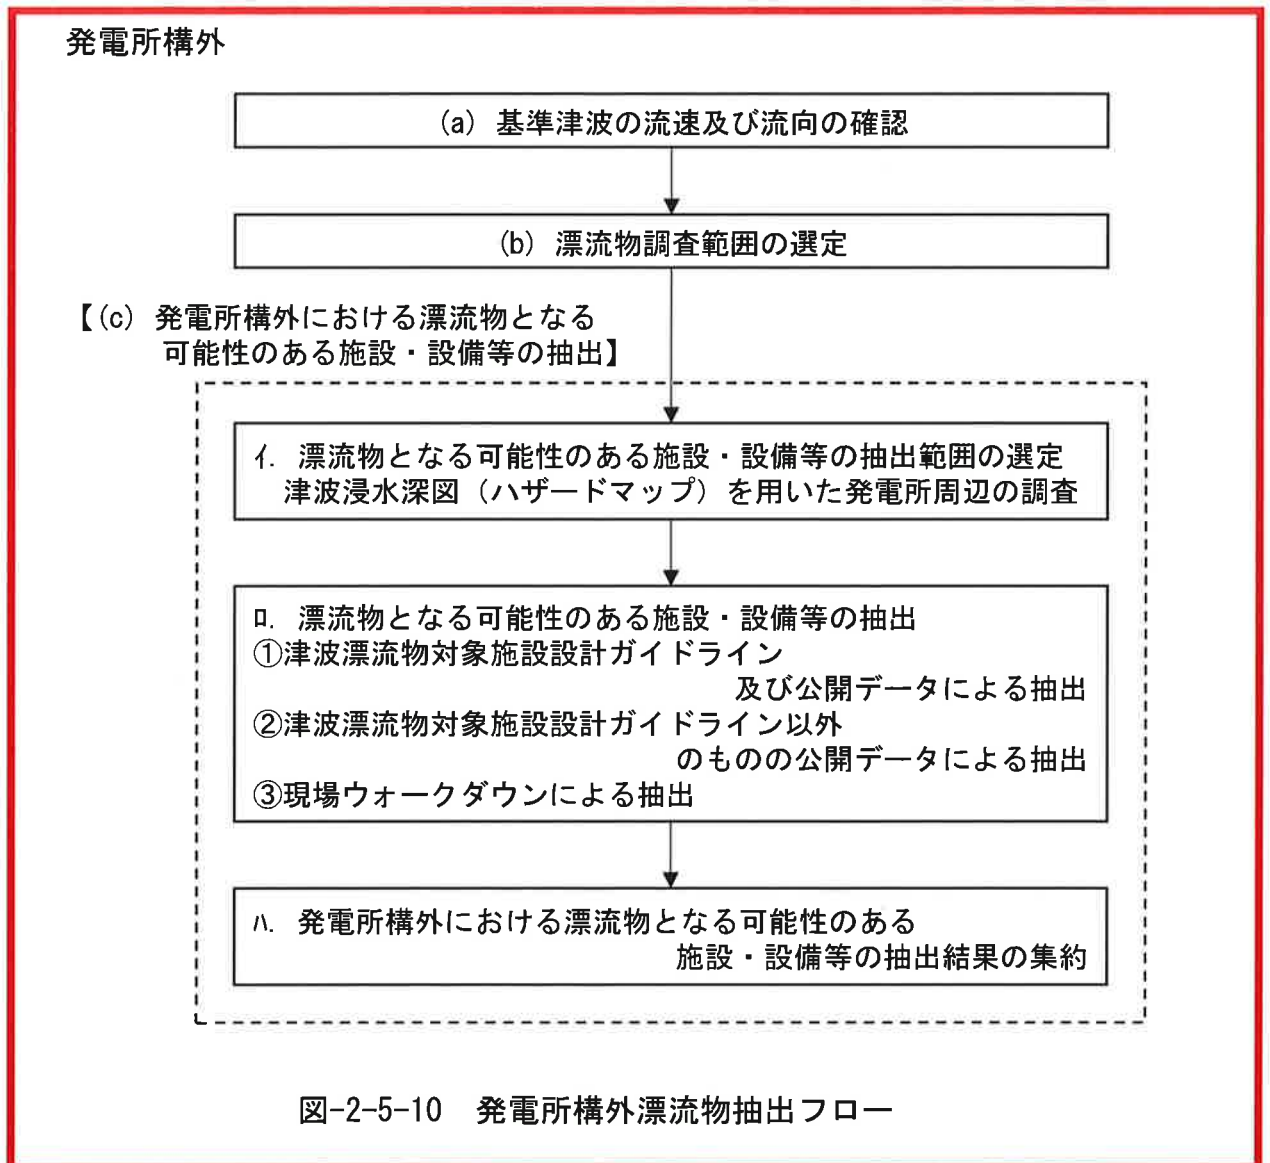 発電所構外
(a) 基準津波の流速及び流向の確認
(b) 漂流物調査範囲の選定
【(c) 発電所構外における漂流物となる
可能性のある施設・設備等の抽出】
ｲ. 漂流物となる可能性のある施設・設備等の抽出範囲の選定
津波浸水深図（ハザードマップ）を用いた発電所周辺の調査
ﾛ. 漂流物となる可能性のある施設・設備等の抽出
①津波漂流物対象施設設計ガイドライン
及び公開データによる抽出
②津波漂流物対象施設設計ガイドライン以外
のものの公開データによる抽出
③現場ウォークダウンによる抽出
ﾊ. 発電所構外における漂流物となる可能性のある
施設・設備等の抽出結果の集約
図-2-5-10　発電所構外漂流物抽出フロー